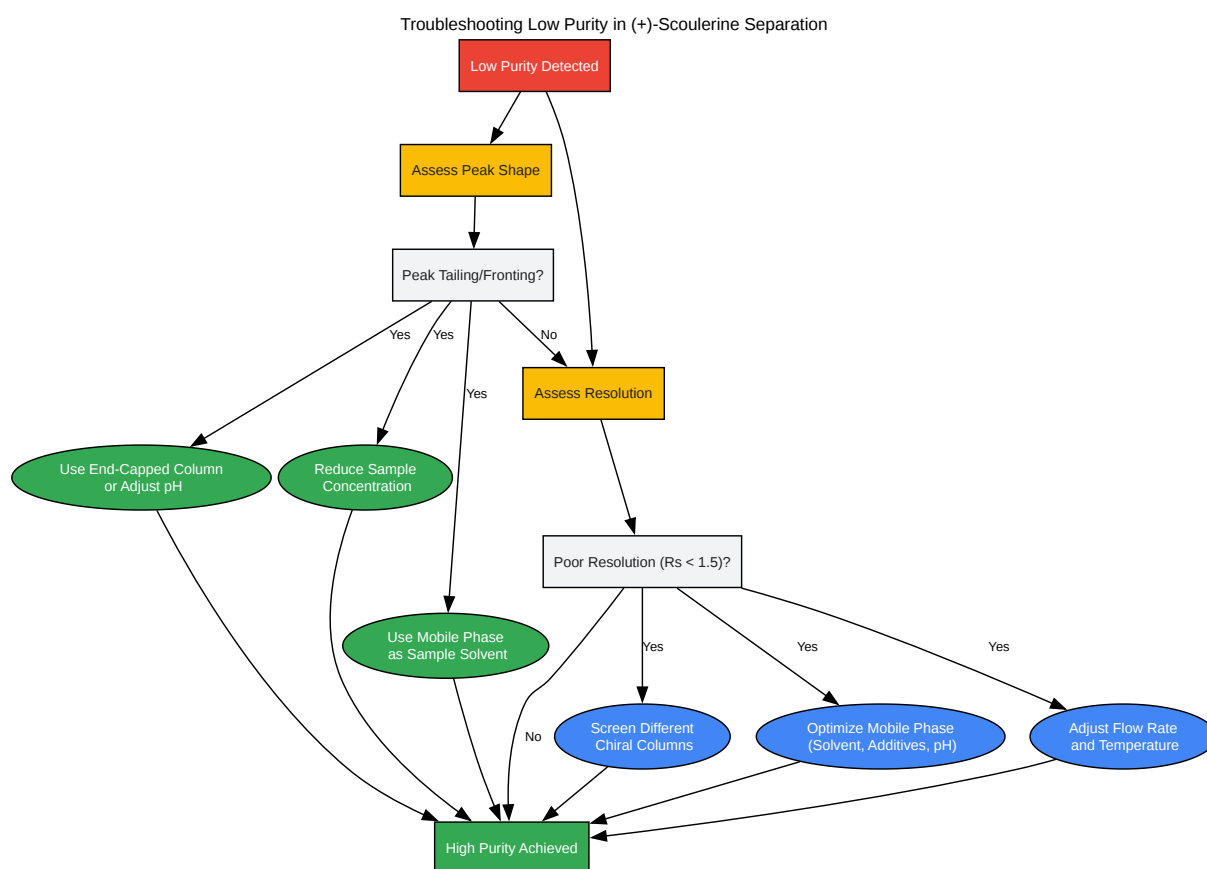 Troubleshooting Low Purity in (+)-Scoulerine Separation
Low Purity Detected
Assess Peak Shape
Peak Tailing/Fronting?
Yes
Yes
No
Yes
Assess Resolution
Use End-Capped Column
or Adjust pH
Reduce Sample
Concentration
Poor Resolution (Rs < 1.5)?
Use Mobile Phase
as Sample Solvent
Yes
Yes
Yes
No
Screen Different
Chiral Columns
Optimize Mobile Phase
(Solvent, Additives, pH)
Adjust Flow Rate
and Temperature
High Purity Achieved